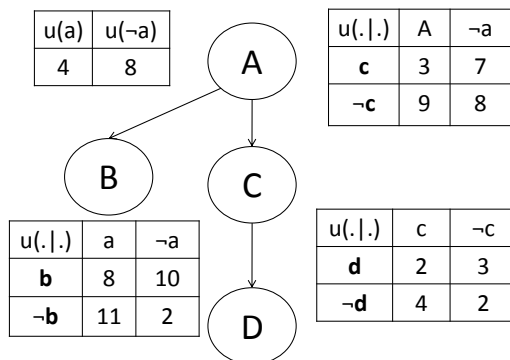 u(a) u(¬a)
4 8
A
u(.|.) A ¬a
c 3 7
¬c 9 8
B
C
u(.|.) a ¬a
b 8 10
¬b 11 2
u(.|.) c ¬c
d 2 3
¬d 4 2
D